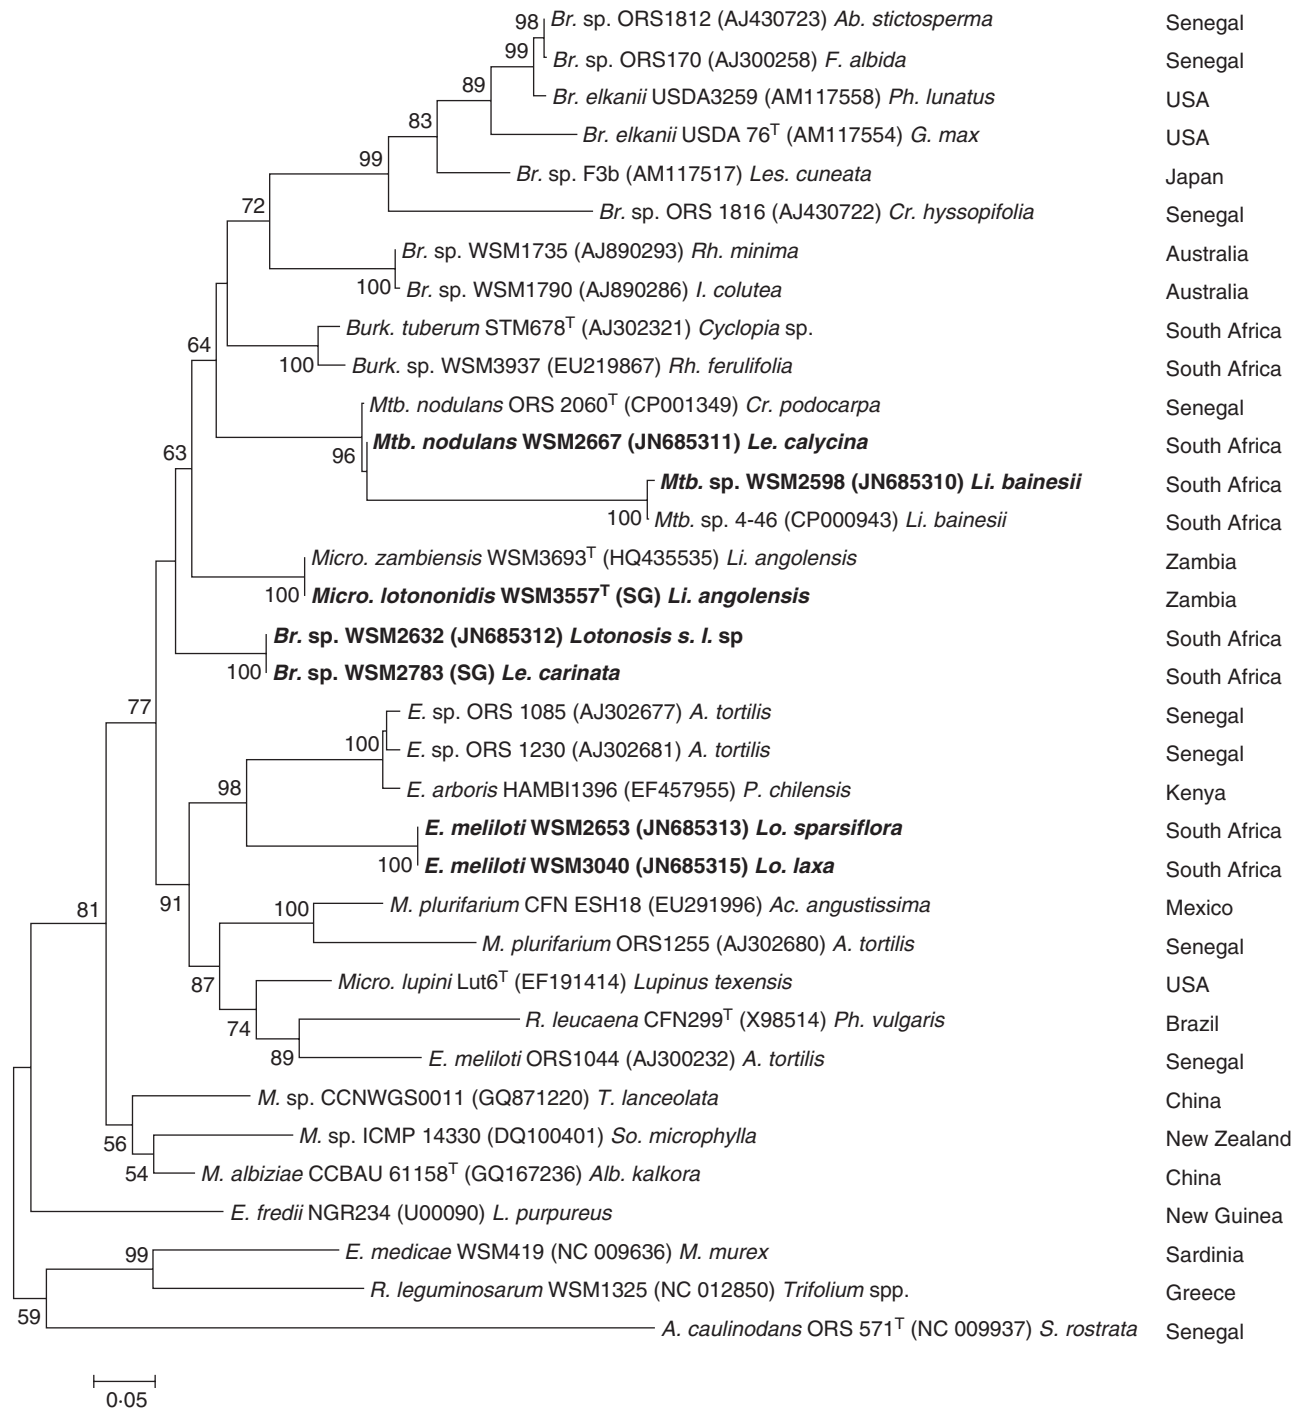 98 Br. sp. ORS1812 (AJ430723) Ab. stictosperma Senegal
99 Br. sp. ORS170 (AJ300258) F. albida Senegal
89 Br. elkanii USDA3259 (AM117558) Ph. lunatus USA
83 Br. elkanii USDA 76T (AM117554) G. max USA
99 Br. sp. F3b (AM117517) Les. cuneata Japan
72 Br. sp. ORS 1816 (AJ430722) Cr. hyssopifolia Senegal
Br. sp. WSM1735 (AJ890293) Rh. minima Australia
100 Br. sp. WSM1790 (AJ890286) I. colutea Australia
Burk. tuberum STM678T (AJ302321) Cyclopia sp. South Africa
64 100 Burk. sp. WSM3937 (EU219867) Rh. ferulifolia South Africa
Mtb. nodulans ORS 2060T (CP001349) Cr. podocarpa Senegal
63 96 Mtb. nodulans WSM2667 (JN685311) Le. calycina South Africa
Mtb. sp. WSM2598 (JN685310) Li. bainesii South Africa
100 Mtb. sp. 4-46 (CP000943) Li. bainesii South Africa
Micro. zambiensis WSM3693T (HQ435535) Li. angolensis Zambia
100 Micro. lotononidis WSM3557T (SG) Li. angolensis Zambia
Br. sp. WSM2632 (JN685312) Lotonosis s. l. sp South Africa
100 Br. sp. WSM2783 (SG) Le. carinata South Africa
77 E. sp. ORS 1085 (AJ302677) A. tortilis Senegal
100 E. sp. ORS 1230 (AJ302681) A. tortilis Senegal
98 E. arboris HAMBI1396 (EF457955) P. chilensis Kenya
E. meliloti WSM2653 (JN685313) Lo. sparsiflora South Africa
100 E. meliloti WSM3040 (JN685315) Lo. laxa South Africa
81 91 100 M. plurifarium CFN ESH18 (EU291996) Ac. angustissima Mexico
M. plurifarium ORS1255 (AJ302680) A. tortilis Senegal
87 Micro. lupini Lut6T (EF191414) Lupinus texensis USA
74 R. leucaena CFN299T (X98514) Ph. vulgaris Brazil
89 E. meliloti ORS1044 (AJ300232) A. tortilis Senegal
M. sp. CCNWGS0011 (GQ871220) T. lanceolata China
56 M. sp. ICMP 14330 (DQ100401) So. microphylla New Zealand
54 M. albiziae CCBAU 61158T (GQ167236) Alb. kalkora China
E. fredii NGR234 (U00090) L. purpureus New Guinea
99 E. medicae WSM419 (NC 009636) M. murex Sardinia
R. leguminosarum WSM1325 (NC 012850) Trifolium spp. Greece
59 A. caulinodans ORS 571T (NC 009937) S. rostrata Senegal
0·05